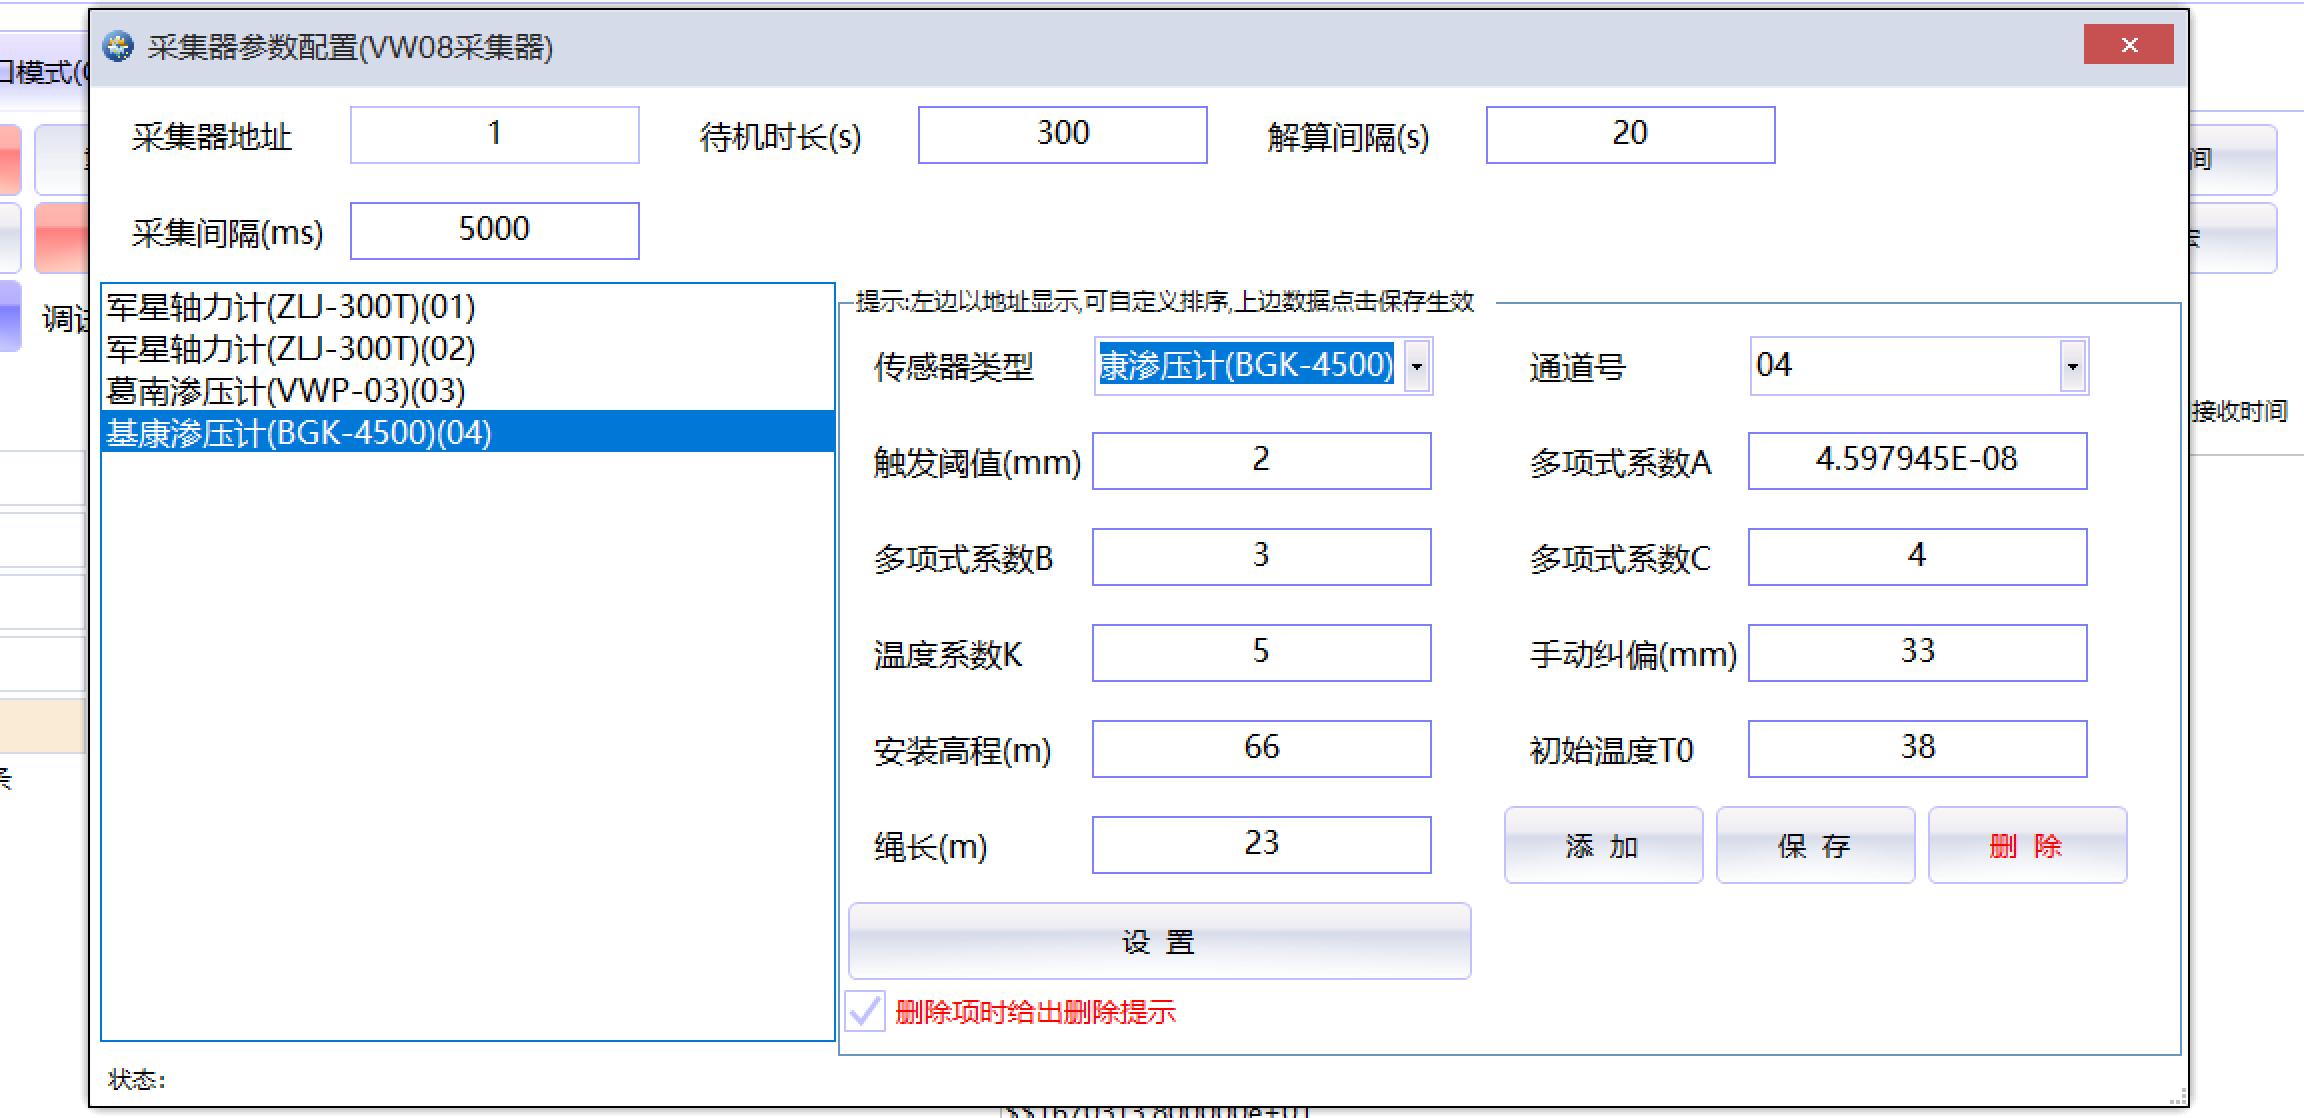 采集器参数配置(VW08采集器)
口模式(
采集器地址 1 待机时长(s) 300 解算间隔(s) 20
间
采集间隔(ms) 5000
提示:左边以地址显示,可自定义排序,上边数据点击保存生效
军星轴力计(ZLJ-300T)(01)
调
军星轴力计(ZLJ-300T)(02)
葛南渗压计(VWP-03)(03)
基康渗压计(BGK-4500)(04)
传感器类型 康渗压计(BGK-4500) 通道号 04
接收时间
触发阈值(mm) 2 多项式系数A 4.597945E-08
多项式系数B 3 多项式系数C 4
温度系数K 5 手动纠偏(mm) 33
安装高程(m) 66 初始温度T0 38
条
绳长(m) 23 添 加 保 存 删 除
设 置
删除项时给出删除提示
状态: